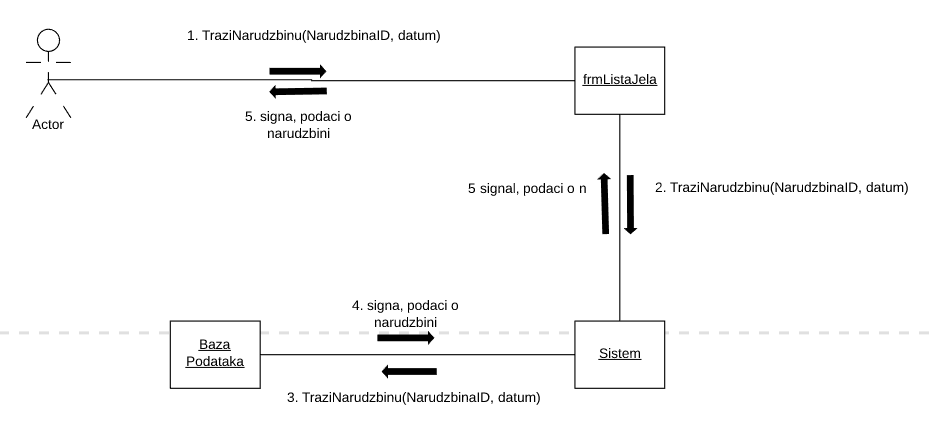 1. TraziNarudzbinu(NarudzbinaID, datum)
frmListaJela
5. signa, podaci o
narudzbini
Actor
5 signal, podaci o n
2. TraziNarudzbinu(NarudzbinaID, datum)
4. signa, podaci o
narudzbini
Baza
Podataka
Sistem
3. TraziNarudzbinu(NarudzbinaID, datum)